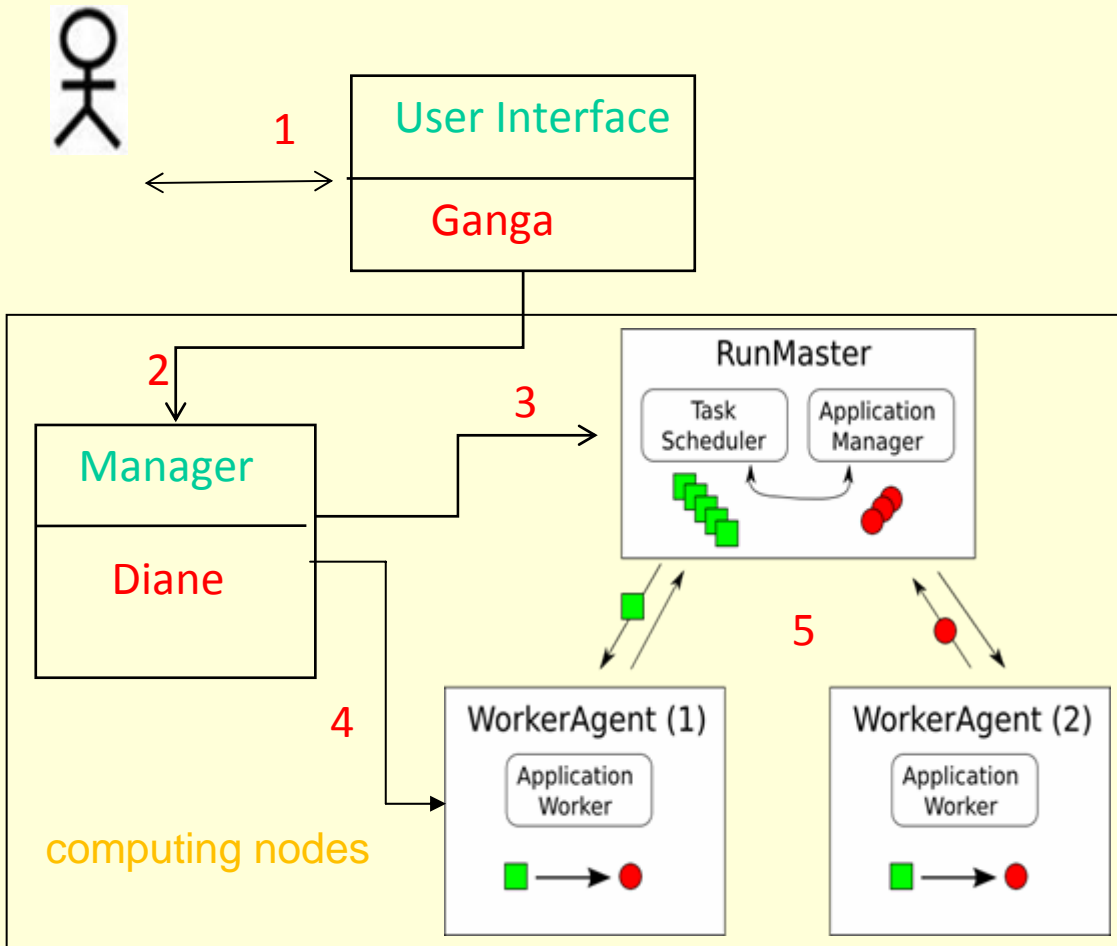 1
User Interface
Ganga
2
3
Manager
Diane
RunMaster
Task
Scheduler
Application
Manager
4
5
WorkerAgent (1)
Application
Worker
WorkerAgent (2)
Application
Worker
computing nodes